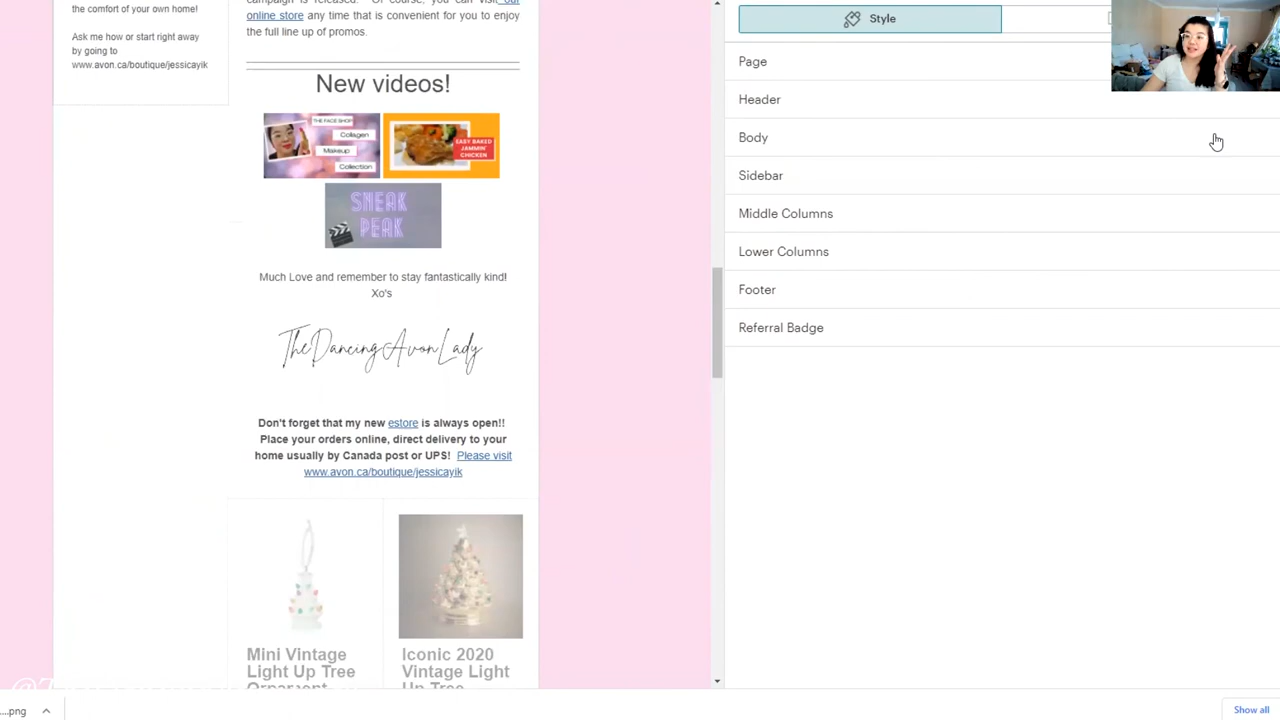 the comfort of your own home!
Ask me how or start right away
by going to
www.avon.ca/boutique/jessicayik
campaign is released. Of course, you can visit our
online store any time that is convenient for you to enjoy
the full line up of promos.
New videos!
THE FACE SHOP
Collagen
Makeup
Collection
EASY BAKED
JAMMIN'
CHICKEN
SNEAK
PEAK
Much Love and remember to stay fantastically kind!
Xo's
TheDancingAvonLady
Don't forget that my new estore is always open!!
Place your orders online, direct delivery to your
home usually by Canada post or UPS! Please visit
www.avon.ca/boutique/jessicayik
Mini Vintage
Light Up Tree
Ornament
Iconic 2020
Vintage Light
Up Tree
Style
Page
Header
Body
Sidebar
Middle Columns
Lower Columns
Footer
Referral Badge
....png
Show all